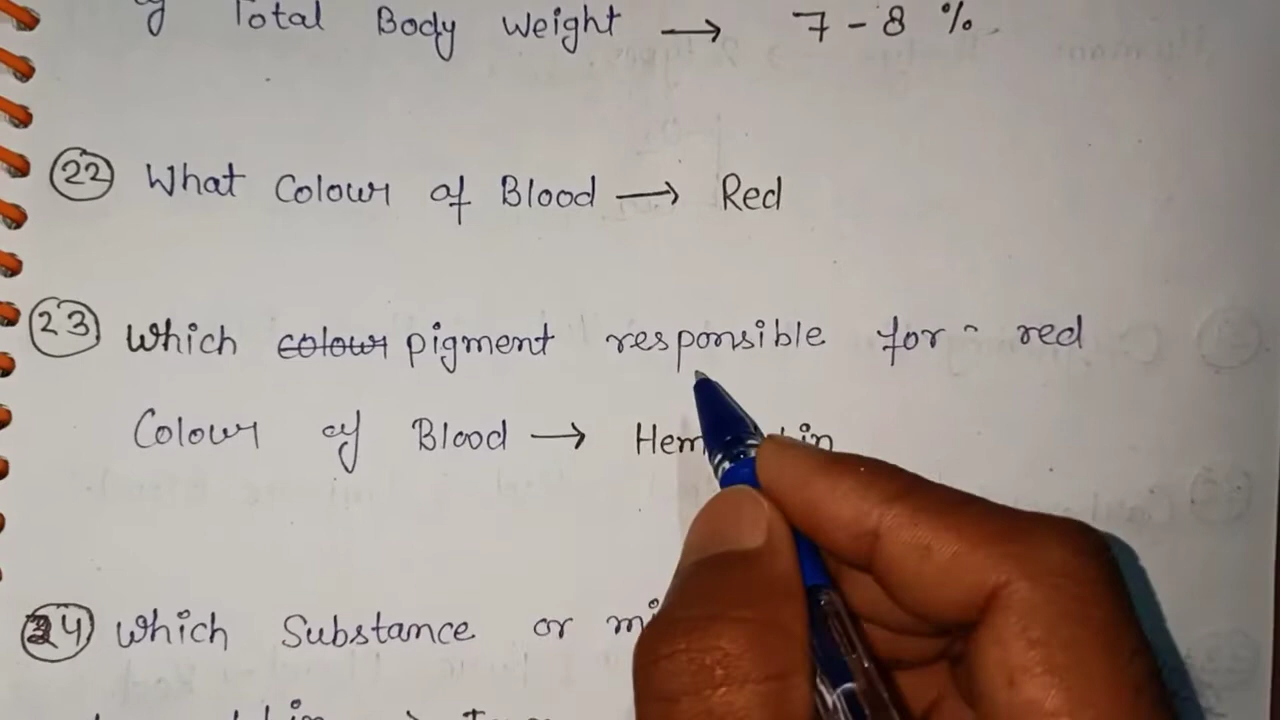 of Total Body Weight → 7 - 8 %
22 What Colour of Blood → Red
23 Which colour pigment responsible for red
Colour of Blood →
24 Which Substance or